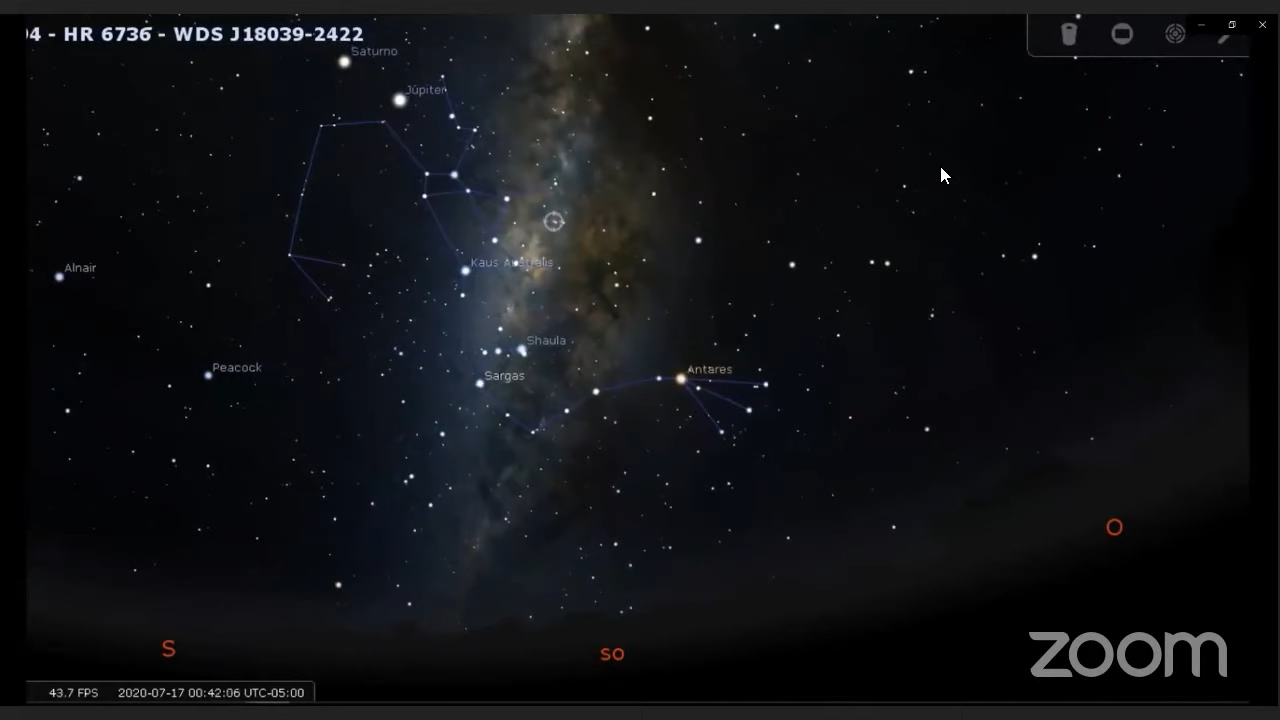 04 - HR 6736 - WDS J18039-2422
Saturno
Júpiter
Alnair
Kaus Australis
Shaula
Peacock
Sargas
Antares
O
S
SO
zoom
43.7 FPS 2020-07-17 00:42:06 UTC-05:00